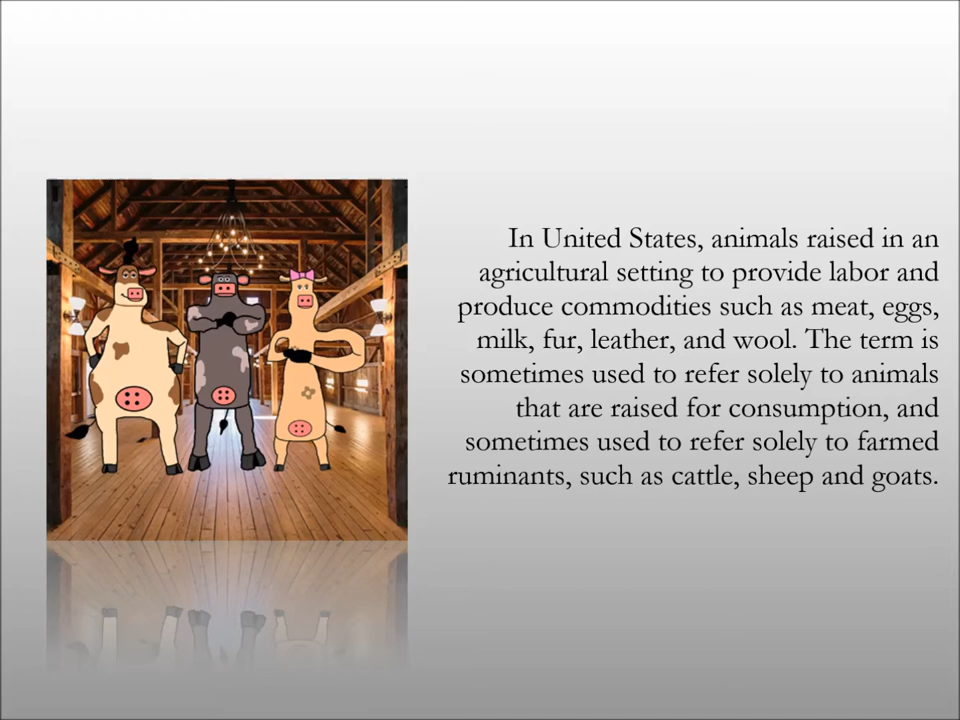 In United States, animals raised in an
agricultural setting to provide labor and
produce commodities such as meat, eggs,
milk, fur, leather, and wool. The term is
sometimes used to refer solely to animals
that are raised for consumption, and
sometimes used to refer solely to farmed
ruminants, such as cattle, sheep and goats.